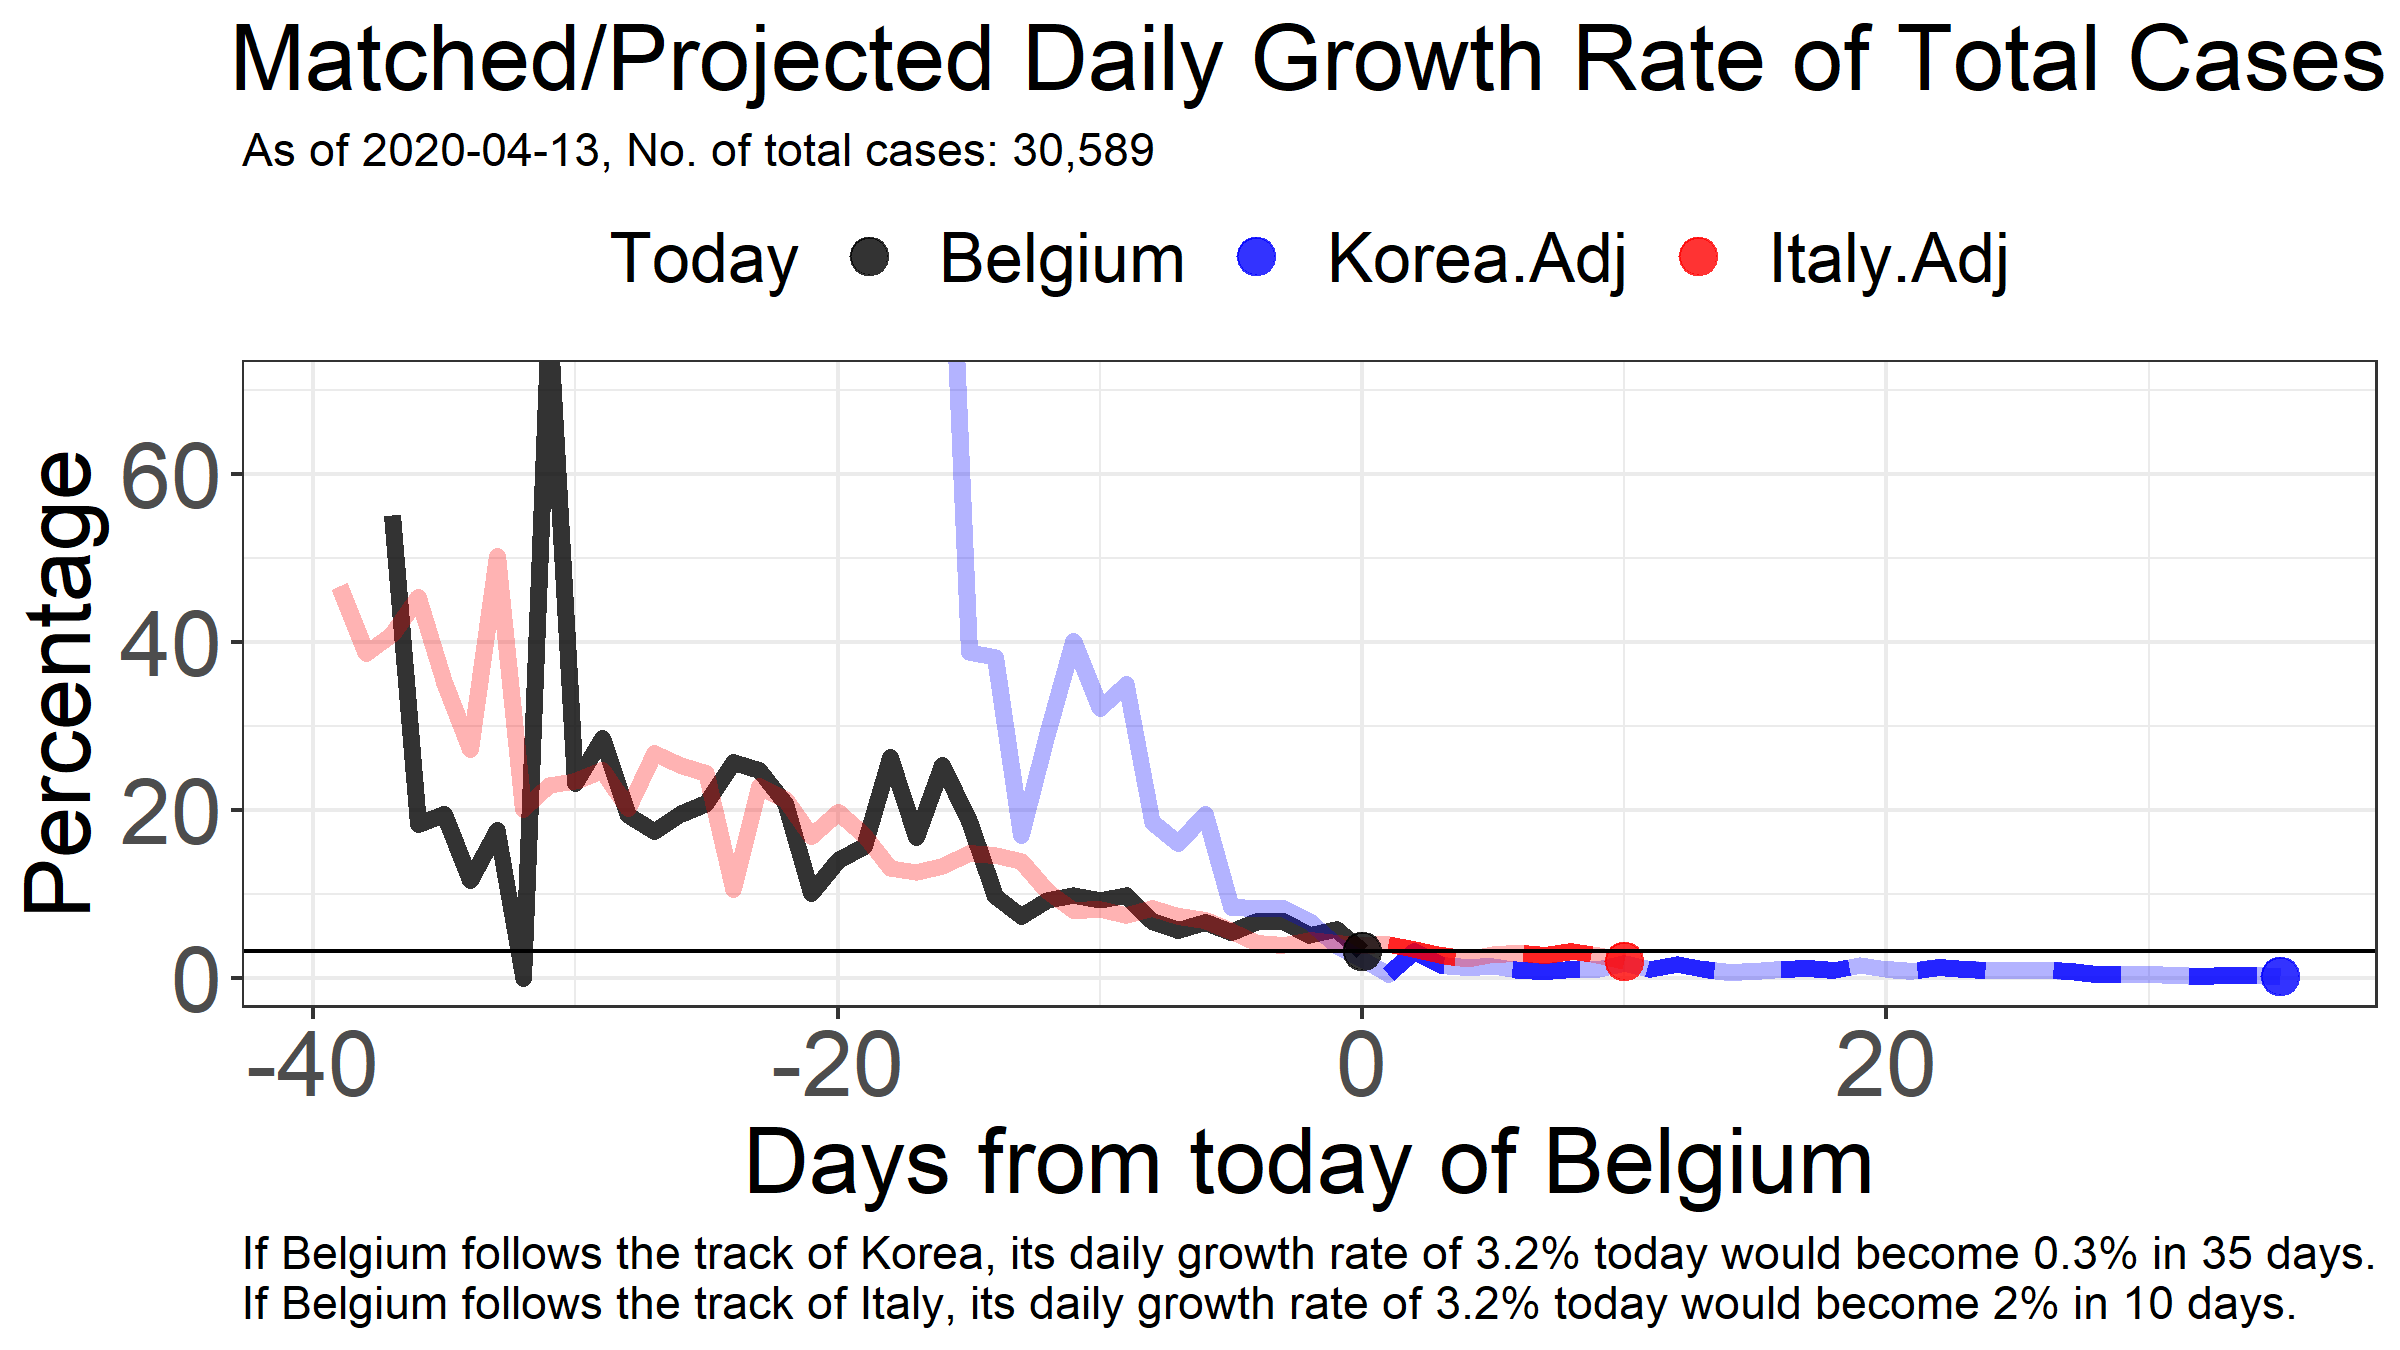 Matched/Projected Daily Growth Rate of Total Cases
As of 2020-04-13, No. of total cases: 30,589
Today Belgium Korea.Adj Italy.Adj
Percentage
60
40
20
0
-40 -20 0 20
Days from today of Belgium
If Belgium follows the track of Korea, its daily growth rate of 3.2% today would become 0.3% in 35 days.
If Belgium follows the track of Italy, its daily growth rate of 3.2% today would become 2% in 10 days.